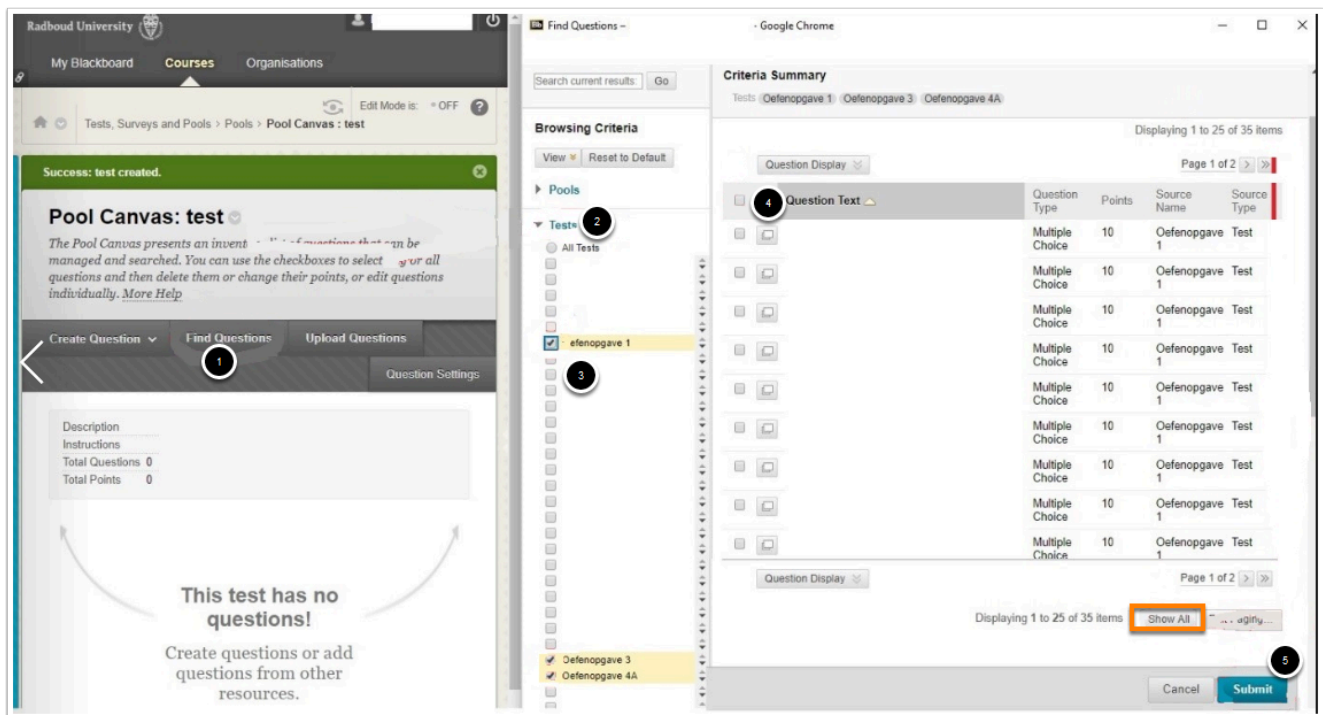 Radboud University
My Blackboard Courses Organisations
Edit Mode is: OFF ?
Tests, Surveys and Pools > Pools > Pool Canvas : test
Success: test created.
Pool Canvas: test
The Pool Canvas presents an questions that can be
managed and searched. You can use the checkboxes to select or all
questions and then delete them or change their points, or edit questions
individually. More Help
Create Question Find Questions Upload Questions
1
Question Settings
Description
Instructions
Total Questions 0
Total Points 0
This test has no
questions!
Create questions or add
questions from other
resources.
Find Questions – - Google Chrome
Search current results: Go
Browsing Criteria
View Reset to Default
Pools
Tests 2
All Tests
efenopgave 1
3
Oefenopgave 3
Oefenopgave 4A
Criteria Summary
Tests Oefenopgave 1 Oefenopgave 3 Oefenopgave 4A
Displaying 1 to 25 of 35 items
Question Display Page 1 of 2 > >>
4 Question Text Question Type Points Source Name Source Type
Multiple Choice 10 Oefenopgave 1 Test
Multiple Choice 10 Oefenopgave 1 Test
Multiple Choice 10 Oefenopgave 1 Test
Multiple Choice 10 Oefenopgave 1 Test
Multiple Choice 10 Oefenopgave 1 Test
Multiple Choice 10 Oefenopgave 1 Test
Multiple Choice 10 Oefenopgave 1 Test
Multiple Choice 10 Oefenopgave 1 Test
Multiple Choice 10 Oefenopgave 1 Test
Question Display Page 1 of 2 > >>
Displaying 1 to 25 of 35 items Show All
5
Cancel Submit